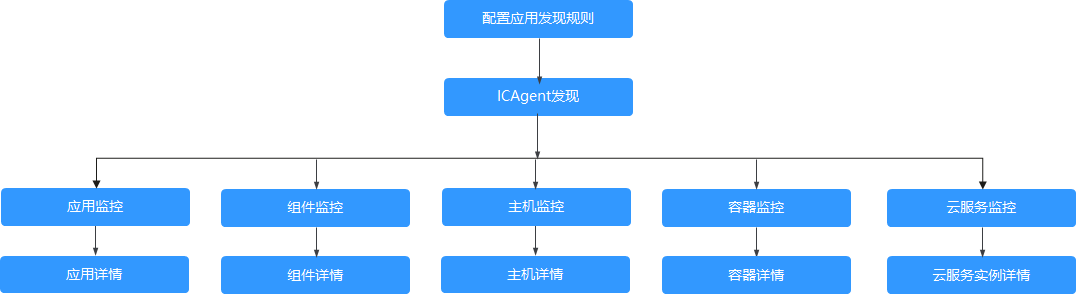 配置应用发现规则
ICAgent发现
应用监控
组件监控
主机监控
容器监控
云服务监控
应用详情
组件详情
主机详情
容器详情
云服务实例详情